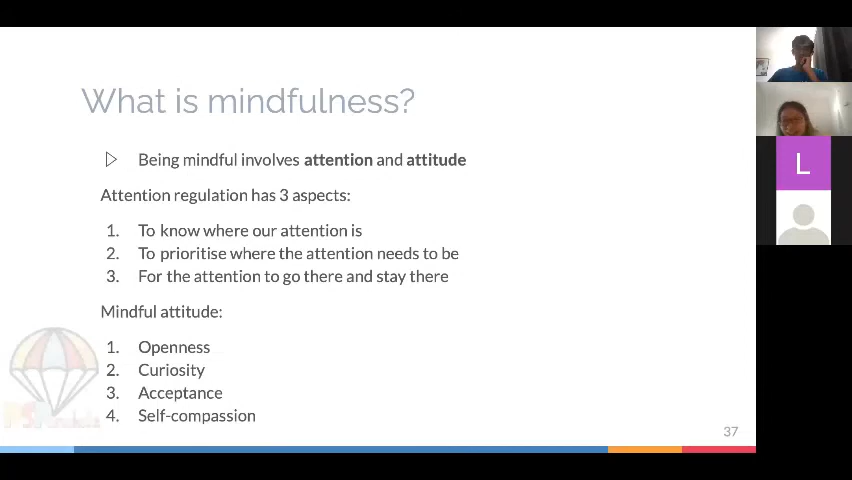 What is mindfulness?
Being mindful involves attention and attitude
Attention regulation has 3 aspects:
1. To know where our attention is
2. To prioritise where the attention needs to be
3. For the attention to go there and stay there
Mindful attitude:
1. Openness
2. Curiosity
3. Acceptance
4. Self-compassion
37
L